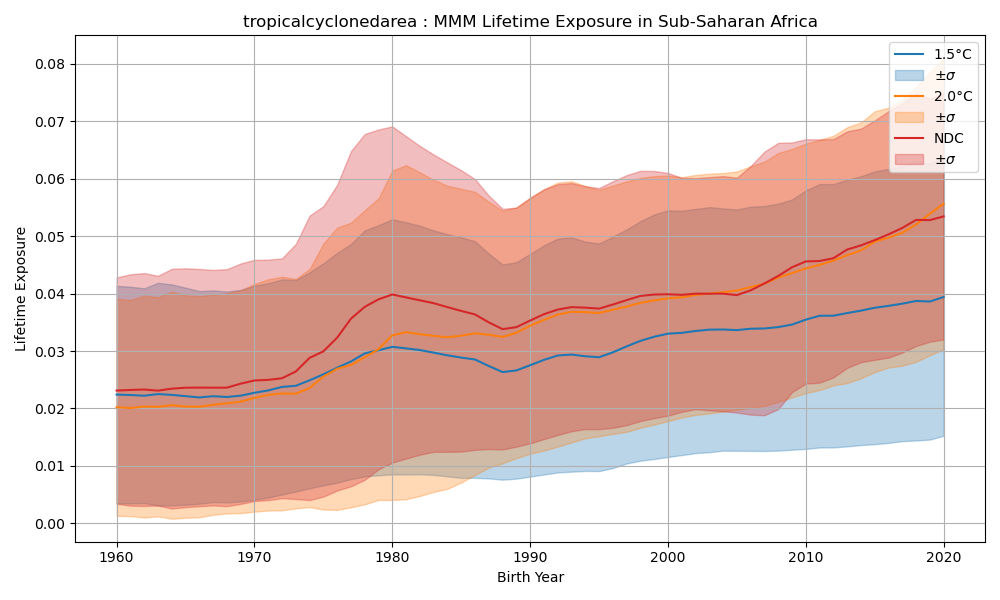 tropicalcyclonedarea : MMM Lifetime Exposure in Sub-Saharan Africa
1.5°C
±σ
2.0°C
±σ
NDC
±σ
Lifetime Exposure
0.08
0.07
0.06
0.05
0.04
0.03
0.02
0.01
0.00
1960 1970 1980 1990 2000 2010 2020
Birth Year